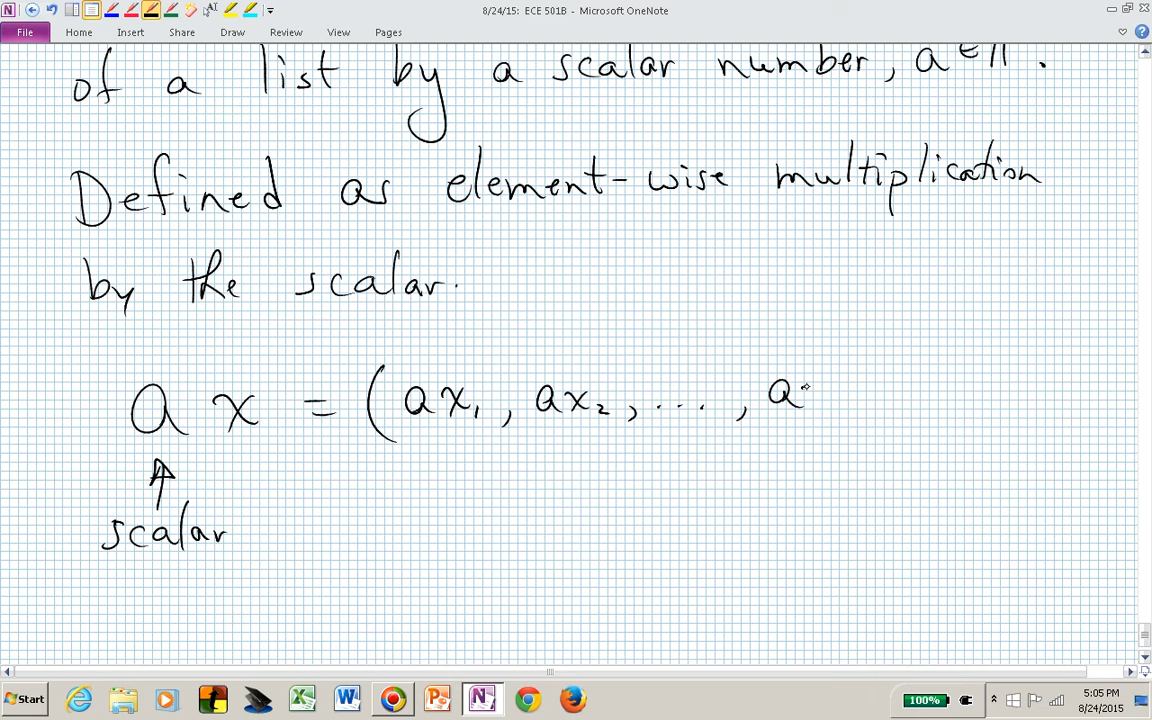 8/24/15: ECE 501B - Microsoft OneNote
File Home Insert Share Draw Review View Pages
of a list by a scalar number, a ∈
Defined as element-wise multiplication
by the scalar.
a x = ( ax₁ , ax₂ , ... , a
scalar
Start
100%
5:05 PM
8/24/2015